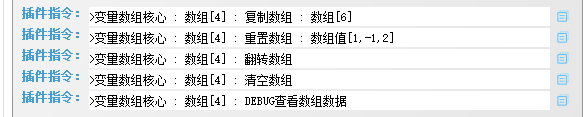 插件指令: >变量数组核心 : 数组[4] : 复制数组 : 数组[6]
插件指令: >变量数组核心 : 数组[4] : 重置数组 : 数组值[1,-1,2]
插件指令: >变量数组核心 : 数组[4] : 翻转数组
插件指令: >变量数组核心 : 数组[4] : 清空数组
插件指令: >变量数组核心 : 数组[4] : DEBUG查看数组数据